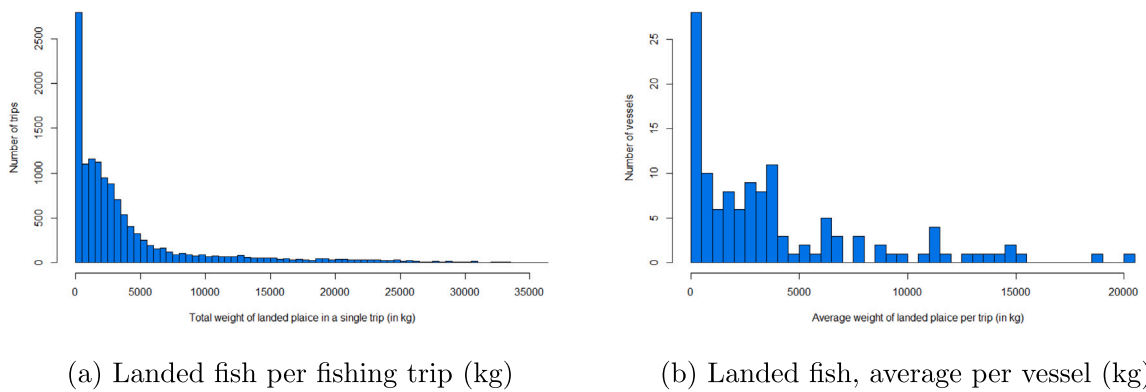 Number of trips
2500
2000
1500
1000
500
0
0 5000 10000 15000 20000 25000 30000 35000
Total weight of landed plaice in a single trip (in kg)
(a) Landed fish per fishing trip (kg)
Number of vessels
25
20
15
10
5
0
0 5000 10000 15000 20000
Average weight of landed plaice per trip (in kg)
(b) Landed fish, average per vessel (kg)